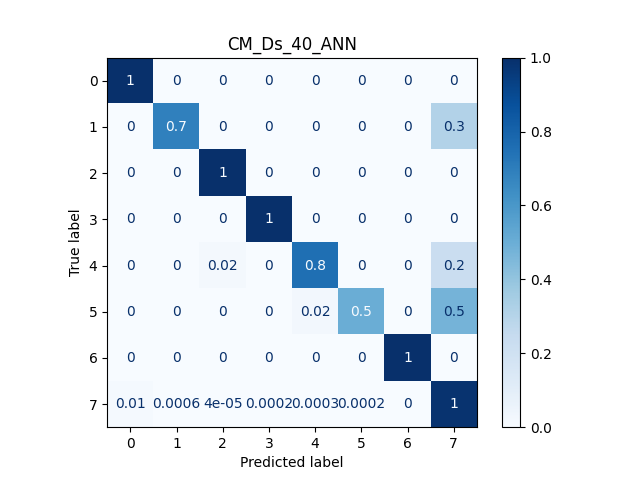 CM_Ds_40_ANN
0 1 0 0 0 0 0 0 0 1.0
1 0 0.7 0 0 0 0 0 0.3 0.8
2 0 0 1 0 0 0 0 0
3 0 0 0 1 0 0 0 0 0.6
4 0 0 0.02 0 0.8 0 0 0.2 0.4
5 0 0 0 0 0.02 0.5 0 0.5
6 0 0 0 0 0 0 1 0 0.2
7 0.01 0.0006 4e-05 0.0002 0.0003 0.0002 0 1 0.0
0 1 2 3 4 5 6 7
True label
Predicted label